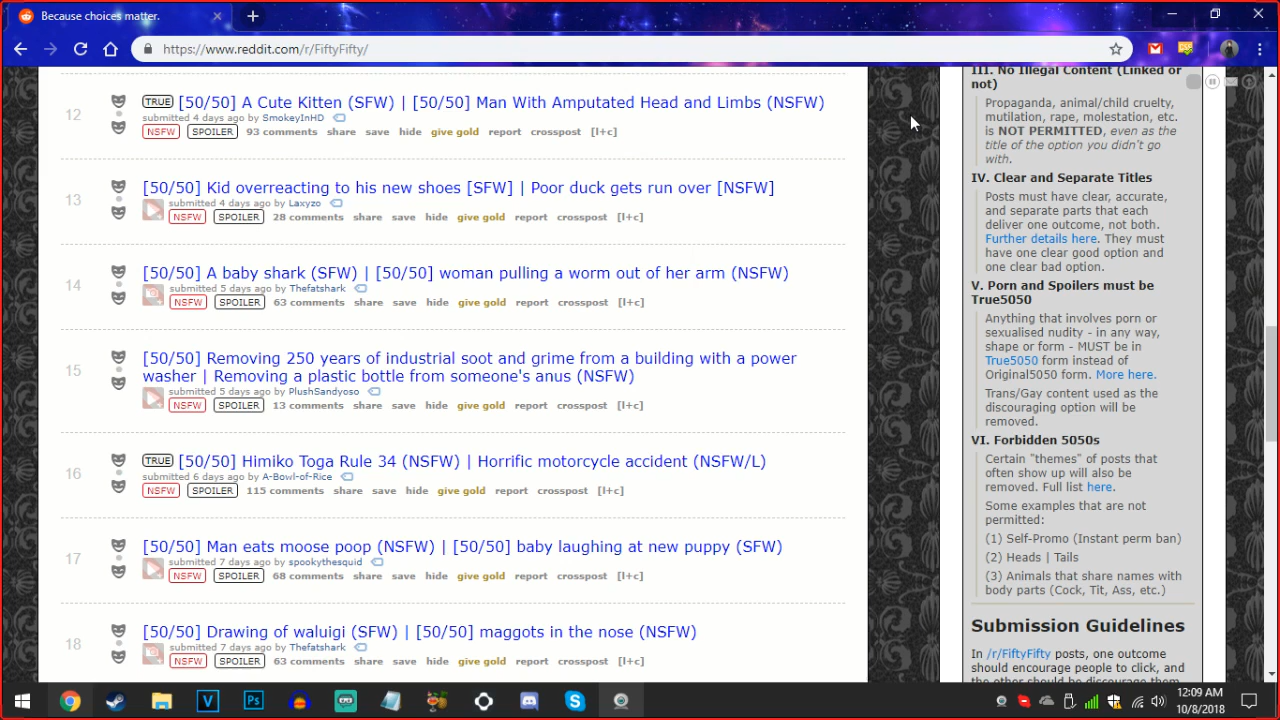 Because choices matter.
https://www.reddit.com/r/FiftyFifty/
12
TRUE [50/50] A Cute Kitten (SFW) | [50/50] Man With Amputated Head and Limbs (NSFW)
submitted 4 days ago by SmokeyInHD
NSFW SPOILER 93 comments share save hide give gold report crosspost [l+c]
13
[50/50] Kid overreacting to his new shoes [SFW] | Poor duck gets run over [NSFW]
submitted 4 days ago by Laxyzo
NSFW SPOILER 28 comments share save hide give gold report crosspost [l+c]
14
[50/50] A baby shark (SFW) | [50/50] woman pulling a worm out of her arm (NSFW)
submitted 5 days ago by Thefatshark
NSFW SPOILER 63 comments share save hide give gold report crosspost [l+c]
15
[50/50] Removing 250 years of industrial soot and grime from a building with a power
washer | Removing a plastic bottle from someone's anus (NSFW)
submitted 5 days ago by PlushSandyoso
NSFW SPOILER 13 comments share save hide give gold report crosspost [l+c]
16
TRUE [50/50] Himiko Toga Rule 34 (NSFW) | Horrific motorcycle accident (NSFW/L)
submitted 6 days ago by A-Bowl-of-Rice
NSFW SPOILER 115 comments share save hide give gold report crosspost [l+c]
17
[50/50] Man eats moose poop (NSFW) | [50/50] baby laughing at new puppy (SFW)
submitted 7 days ago by spookythesquid
NSFW SPOILER 68 comments share save hide give gold report crosspost [l+c]
18
[50/50] Drawing of waluigi (SFW) | [50/50] maggots in the nose (NSFW)
submitted 7 days ago by Thefatshark
NSFW SPOILER 63 comments share save hide give gold report crosspost [l+c]
III. No Illegal Content (Linked or
not)
Propaganda, animal/child cruelty,
mutilation, rape, molestation, etc.
is NOT PERMITTED, even as the
title of the option you didn't go
with.
IV. Clear and Separate Titles
Posts must have clear, accurate,
and separate parts that each
deliver one outcome, not both.
Further details here. They must
have one clear good option and
one clear bad option.
V. Porn and Spoilers must be
True5050
Anything that involves porn or
sexualised nudity - in any way,
shape or form - MUST be in
True5050 form instead of
Original5050 form. More here.
Trans/Gay content used as the
discouraging option will be
removed.
VI. Forbidden 5050s
Certain "themes" of posts that
often show up will also be
removed. Full list here.
Some examples that are not
permitted:
(1) Self-Promo (Instant perm ban)
(2) Heads | Tails
(3) Animals that share names with
body parts (Cock, Tit, Ass, etc.)
Submission Guidelines
In /r/FiftyFifty posts, one outcome
should encourage people to click, and
the other should be discouraged them
12:09 AM
10/8/2018